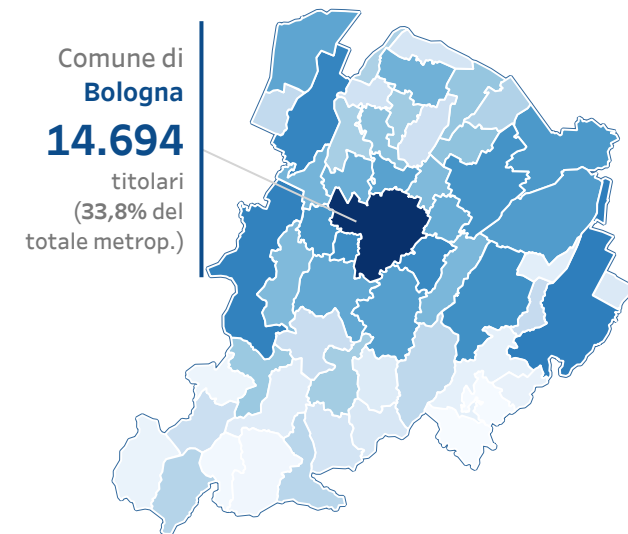 Comune di
Bologna
14.694
titolari
(33,8% del
totale metrop.)